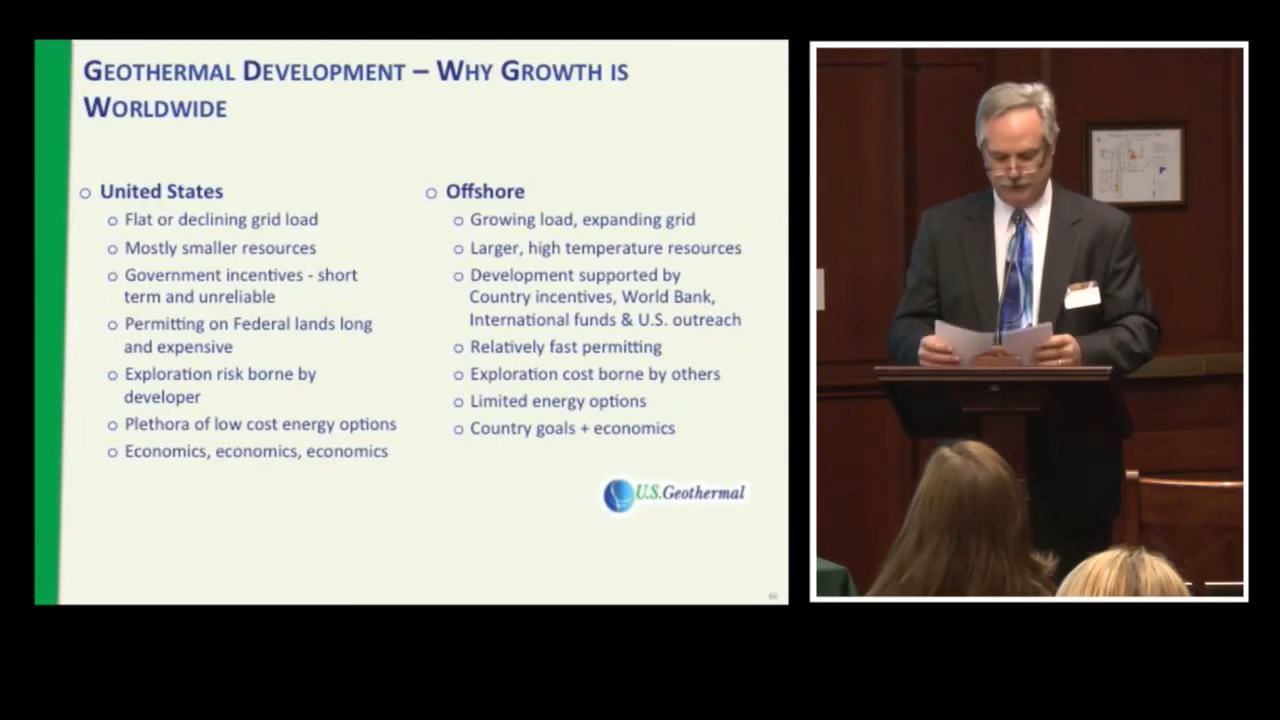 GEOTHERMAL DEVELOPMENT – WHY GROWTH IS
WORLDWIDE
United States
Flat or declining grid load
Mostly smaller resources
Government incentives - short
term and unreliable
Permitting on Federal lands long
and expensive
Exploration risk borne by
developer
Plethora of low cost energy options
Economics, economics, economics
Offshore
Growing load, expanding grid
Larger, high temperature resources
Development supported by
Country incentives, World Bank,
International funds & U.S. outreach
Relatively fast permitting
Exploration cost borne by others
Limited energy options
Country goals + economics
U.S.Geothermal